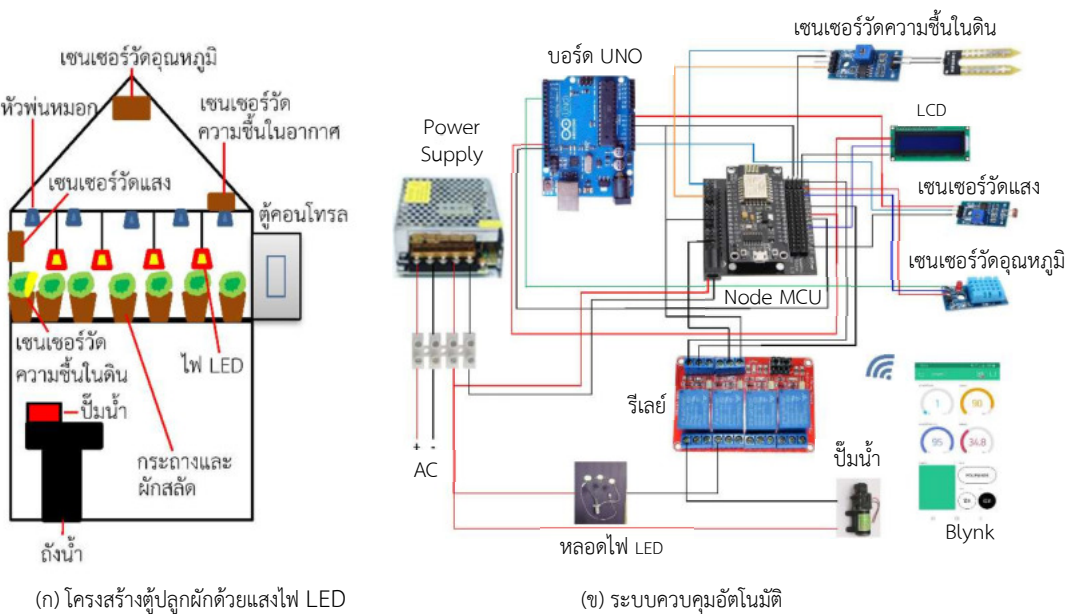 เซนเซอร์วัดอุณหภูมิ
หัวพ่นหมอก
เซนเซอร์วัด
ความชื้นในอากาศ
เซนเซอร์วัดแสง
ตู้คอนโทรล
เซนเซอร์วัด
ความชื้นในดิน
ไฟ LED
ปั๊มน้ำ
กระถางและ
ผักสลัด
ถังน้ำ
(ก) โครงสร้างตู้ปลูกผักด้วยแสงไฟ LED
เซนเซอร์วัดความชื้นในดิน
บอร์ด UNO
Power
Supply
LCD
เซนเซอร์วัดแสง
เซนเซอร์วัดอุณหภูมิ
Node MCU
รีเลย์
+ -
AC
ปั๊มน้ำ
หลอดไฟ LED
1
90
95
34.8
Blynk
(ข) ระบบควบคุมอัตโนมัติ